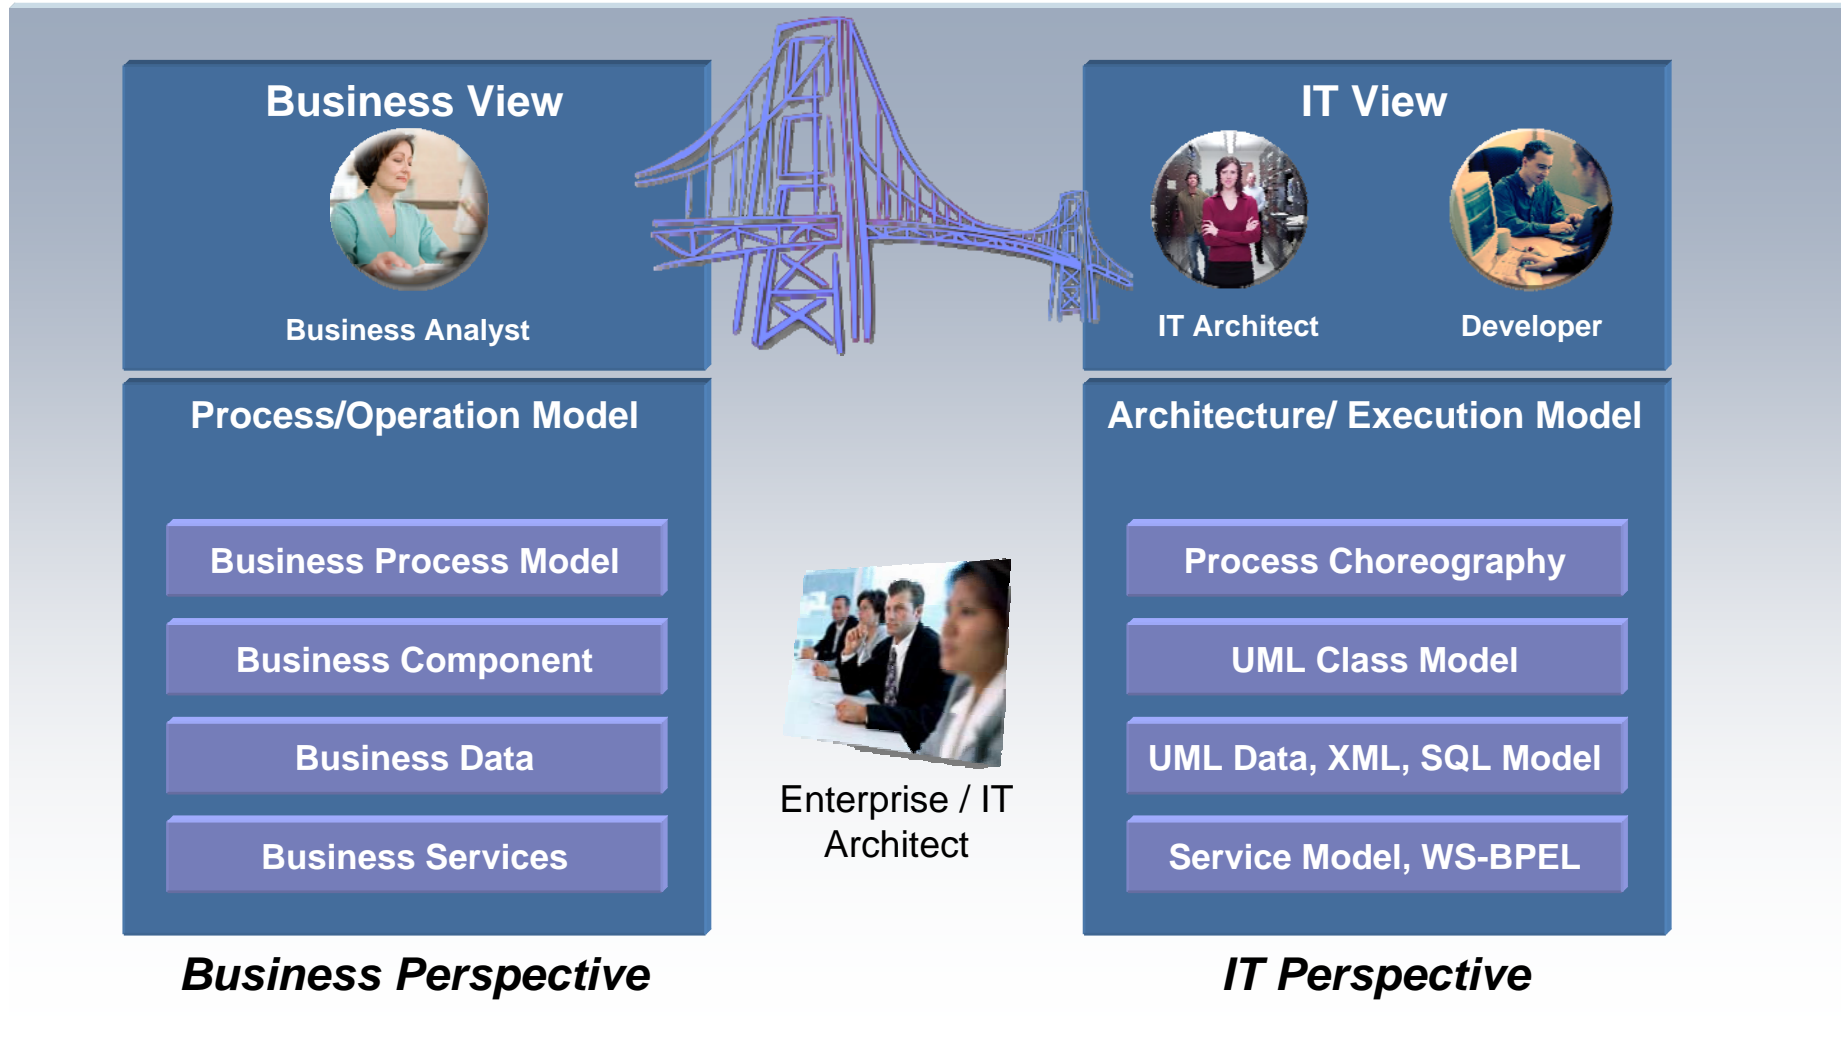 Business View
Business Analyst
Process/Operation Model
Business Process Model
Business Component
Business Data
Business Services
Business Perspective
Enterprise / IT
Architect
IT View
IT Architect
Developer
Architecture/ Execution Model
Process Choreography
UML Class Model
UML Data, XML, SQL Model
Service Model, WS-BPEL
IT Perspective